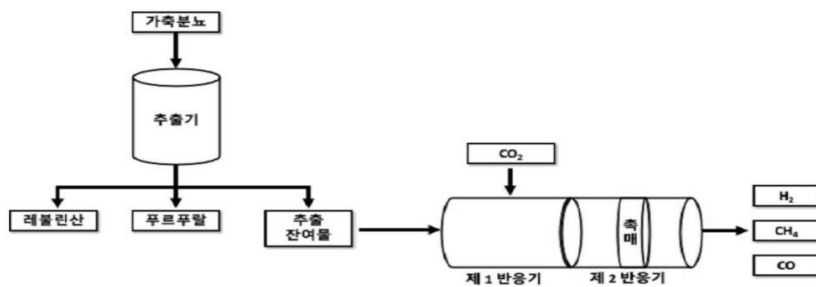 가축분뇨
추출기
레불린산
푸르푸랄
추출
잔여물
CO₂
촉
매
제 1 반응기
제 2 반응기
H₂
CH₄
CO